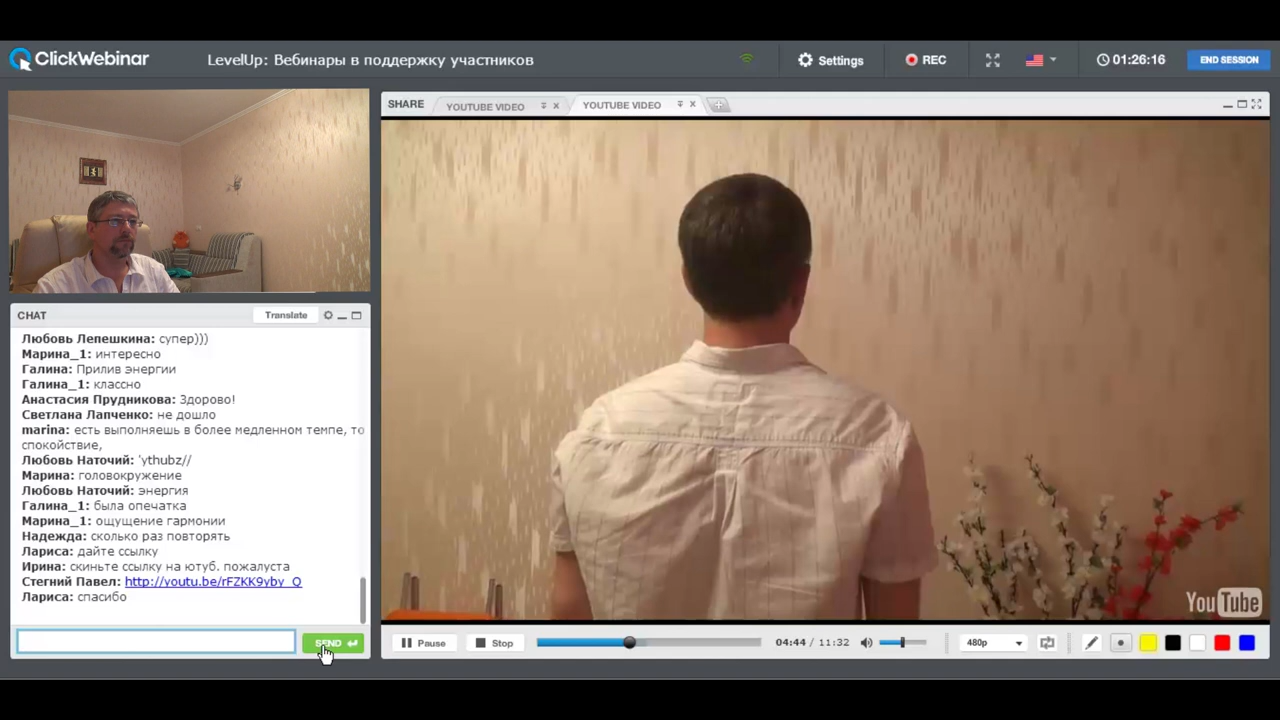 ClickWebinar
LevelUp: Вебинары в поддержку участников
Settings
REC
01:26:16
END SESSION
SHARE
YOUTUBE VIDEO
YOUTUBE VIDEO
CHAT
Translate
Любовь Лепешкина: супер)))
Марина_1: интересно
Галина: Прилив энергии
Галина_1: классно
Анастасия Прудникова: Здорово!
Светлана Лапченко: не дошло
marina: есть выполняешь в более медленном темпе, то
спокойствие,
Любовь Наточий: 'ythubz//
Марина: головокружение
Любовь Наточий: энергия
Галина_1: была опечатка
Марина_1: ощущение гармонии
Надежда: сколько раз повторять
Лариса: дайте ссылку
Ирина: скиньте ссылку на ютуб. пожалуста
Стегний Павел: http://youtu.be/rFZKK9yby_Q
Лариса: спасибо
SEND
YouTube
Pause
Stop
04:44 / 11:32
480p